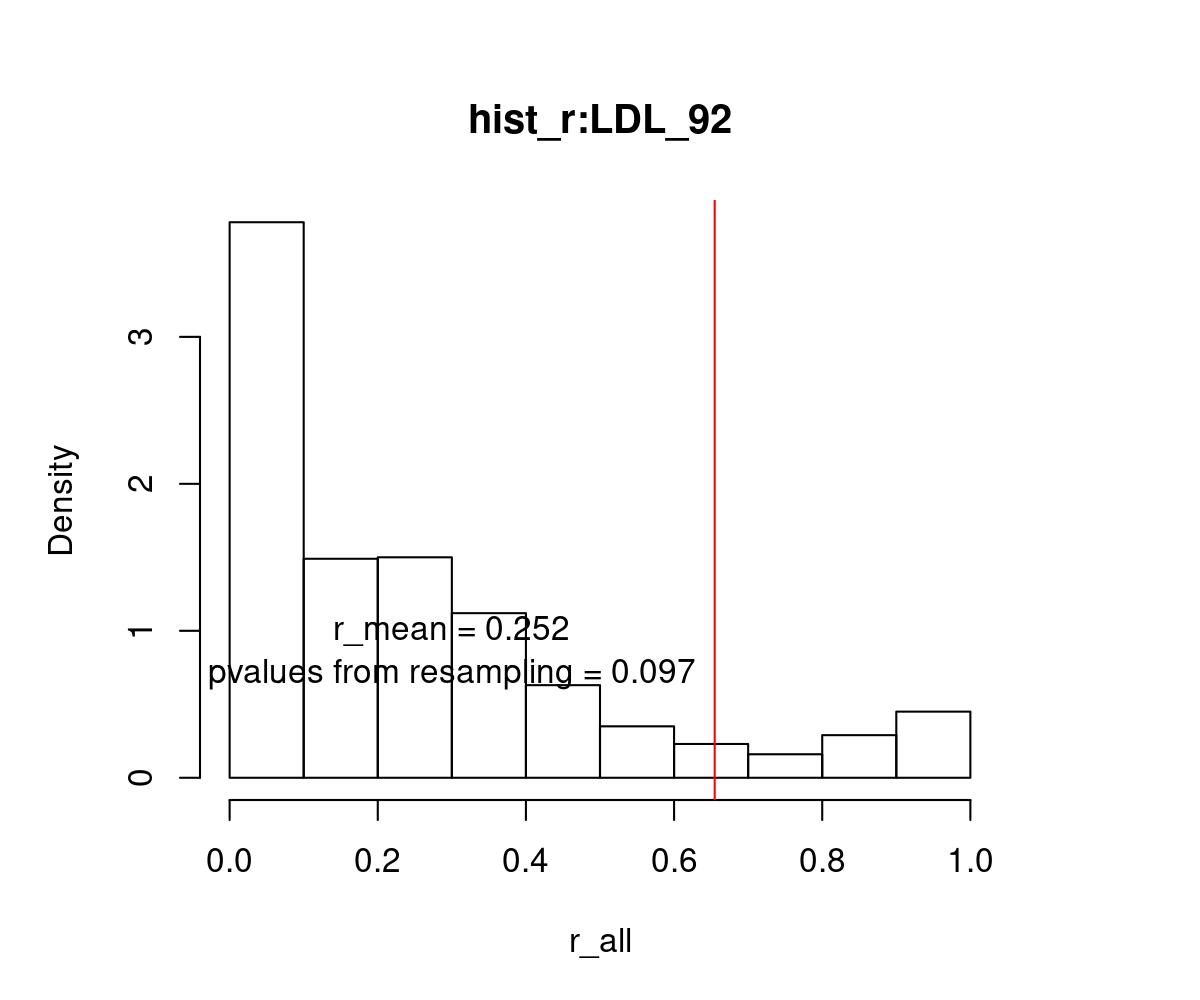 hist_r:LDL_92
3
2
1
0
Density
r_mean = 0.252
pvalues from resampling = 0.097
0.0 0.2 0.4 0.6 0.8 1.0
r_all